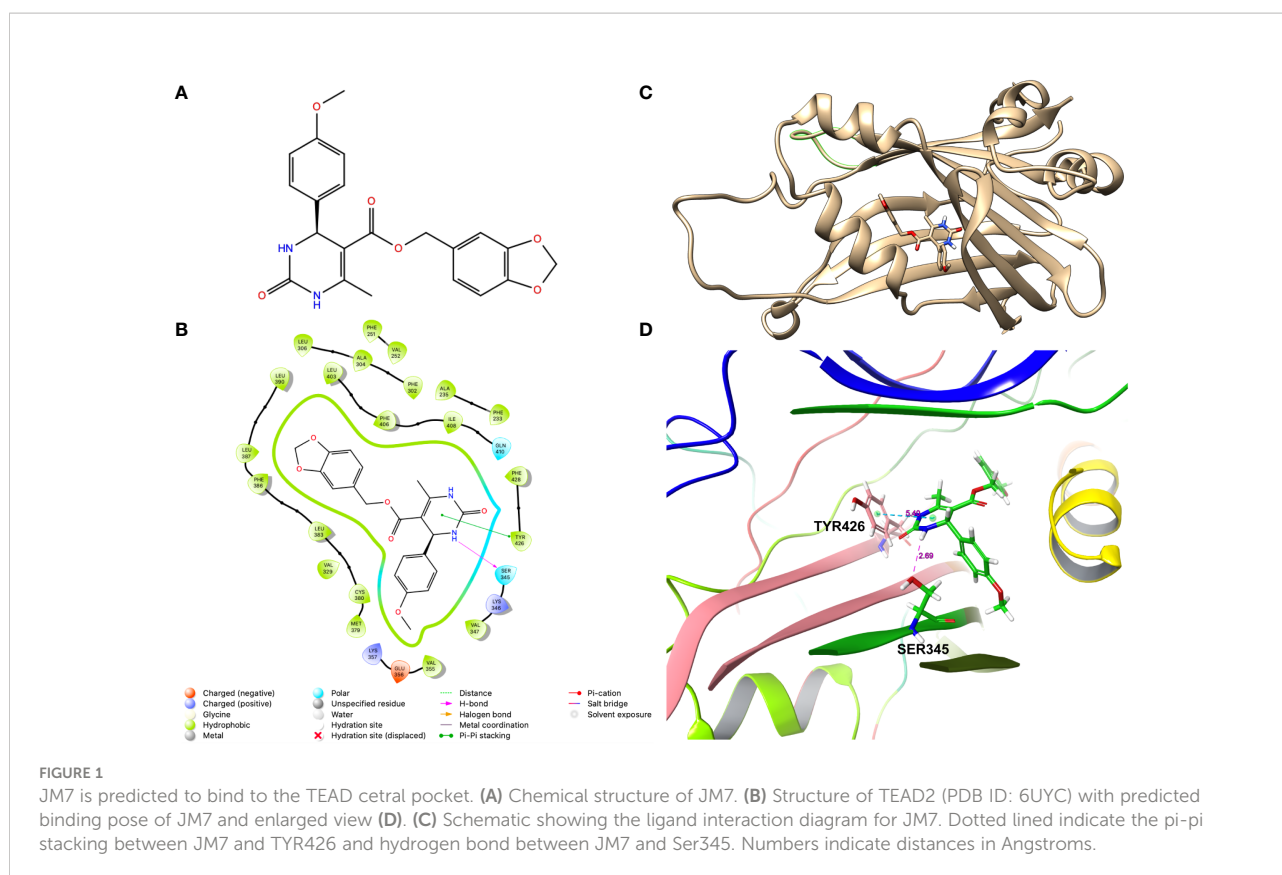 A
O
O
HN
O
N
H
O
O
O
C
B
PHE
251
VAL
252
LEU
306
ALA
304
LEU
403
PHE
302
LEU
390
ALA
235
PHE
233
PHE
406
ILE
408
GLN
410
LEU
387
PHE
386
PHE
428
TYR
426
LEU
383
VAL
329
CYS
380
MET
379
SER
345
LYS
346
VAL
347
LYS
357
GLU
356
VAL
355
O
O
O
O
NH
O
NH
O
D
TYR426
5.40
2.69
SER345
Charged (negative)
Charged (positive)
Glycine
Hydrophobic
Metal
Polar
Unspecified residue
Water
Hydration site
Hydration site (displaced)
Distance
H-bond
Halogen bond
Metal coordination
Pi-Pi stacking
Pi-cation
Salt bridge
Solvent exposure
FIGURE 1
JM7 is predicted to bind to the TEAD cetral pocket. (A) Chemical structure of JM7. (B) Structure of TEAD2 (PDB ID: 6UYC) with predicted
binding pose of JM7 and enlarged view (D). (C) Schematic showing the ligand interaction diagram for JM7. Dotted lined indicate the pi-pi
stacking between JM7 and TYR426 and hydrogen bond between JM7 and Ser345. Numbers indicate distances in Angstroms.